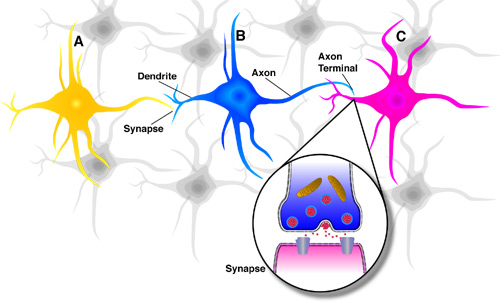 A
B
C
Dendrite
Axon
Axon
Terminal
Synapse
Synapse